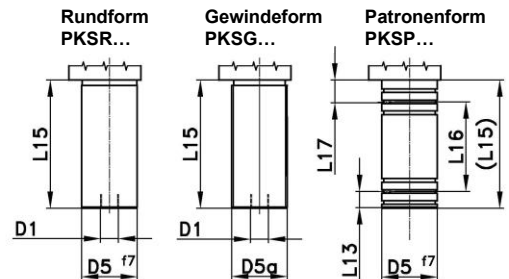 Rundform
PKSR...
Gewindeform
PKSG...
Patronenform
PKSP...
L15
D1
D5 f7
L15
D1
D5g
L17
L16
(L15)
L13
D5 f7